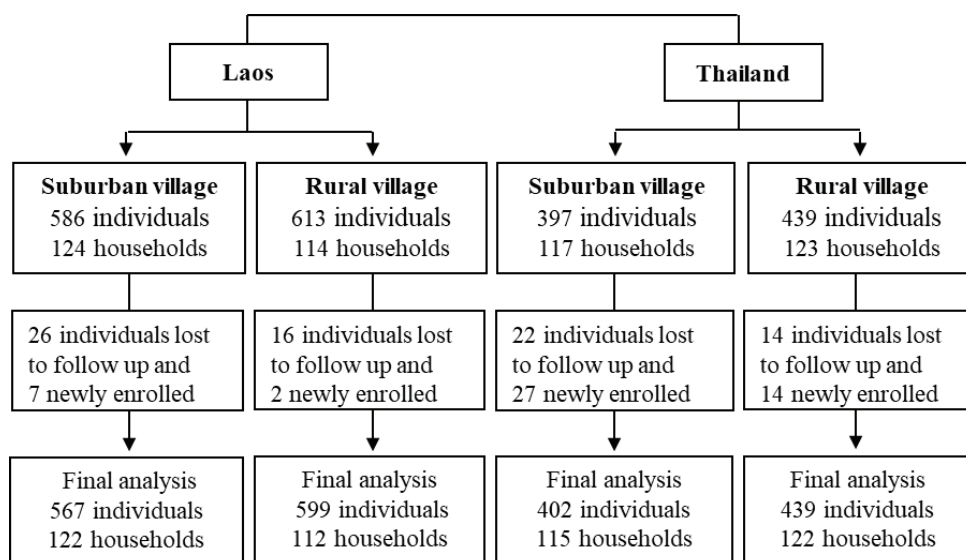 Laos
Thailand
Suburban village
586 individuals
124 households
Rural village
613 individuals
114 households
Suburban village
397 individuals
117 households
Rural village
439 individuals
123 households
26 individuals lost
to follow up and
7 newly enrolled
16 individuals lost
to follow up and
2 newly enrolled
22 individuals lost
to follow up and
27 newly enrolled
14 individuals lost
to follow up and
14 newly enrolled
Final analysis
567 individuals
122 households
Final analysis
599 individuals
112 households
Final analysis
402 individuals
115 households
Final analysis
439 individuals
122 households